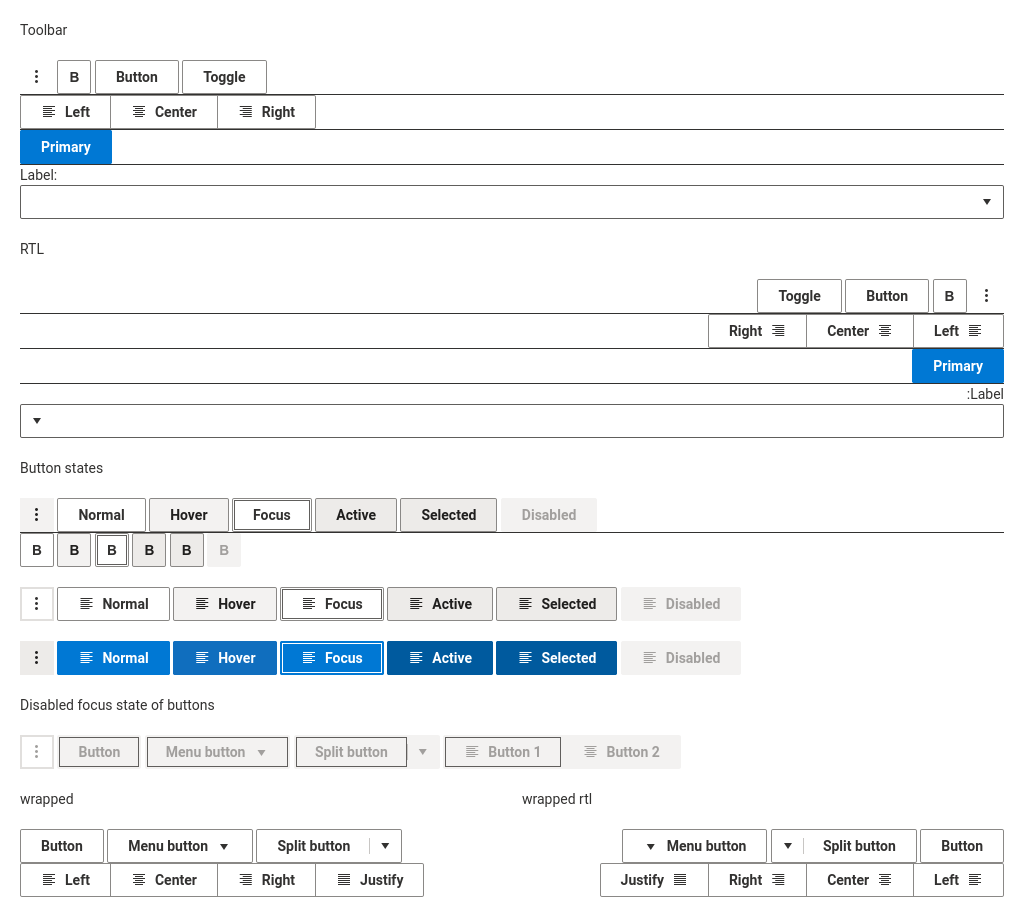 Toolbar
B Button Toggle
Left Center Right
Primary
Label:
RTL
Toggle Button B
Right Center Left
Primary
:Label
Button states
Normal Hover Focus Active Selected Disabled
B B B B B B
Normal Hover Focus Active Selected Disabled
Normal Hover Focus Active Selected Disabled
Disabled focus state of buttons
Button Menu button Split button Button 1 Button 2
wrapped wrapped rtl
Button Menu button Split button Menu button Split button Button
Left Center Right Justify Justify Right Center Left